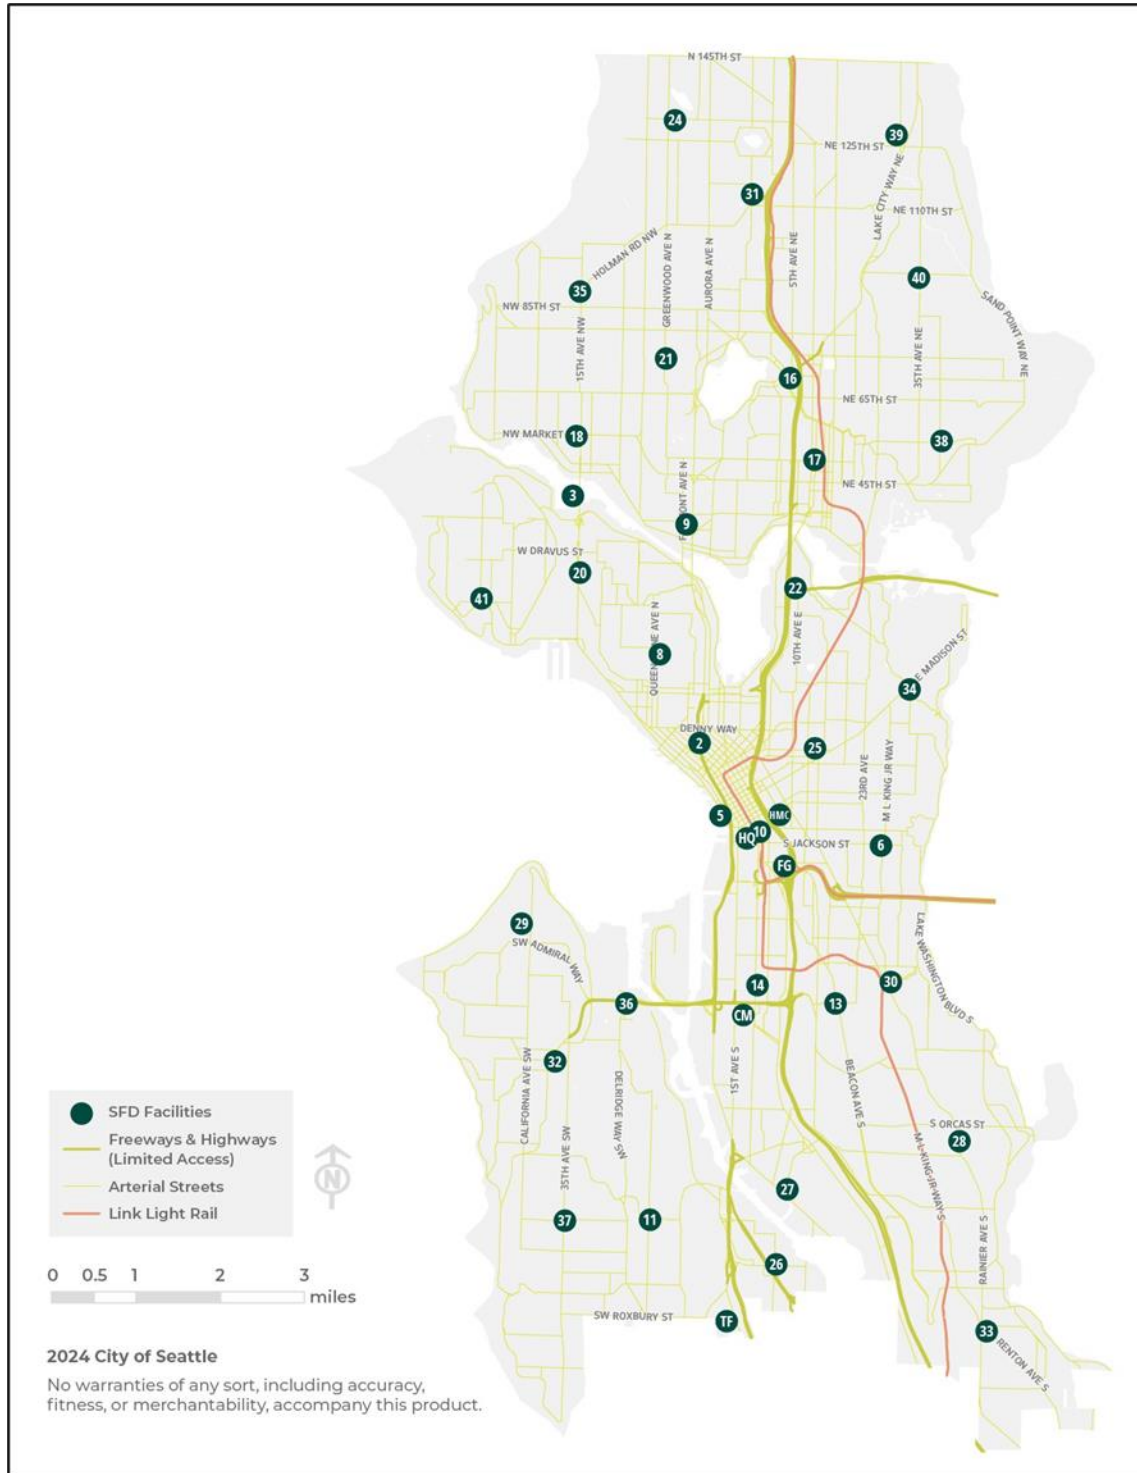 N 145TH ST
24
39
NE 125TH ST
LAKE CITY WAY NE
31
NE 110TH ST
HOLMAN RD NW
GREENWOOD AVE N
AURORA AVE N
5TH AVE NE
40
SAND POINT WAY NE
35
NW 85TH ST
15TH AVE NW
35TH AVE NE
21
16
NE 65TH ST
NW MARKET
18
38
17
NE 45TH ST
3
9
W DRAVUS ST
20
22
41
10TH AVE E
8
E MADISON ST
34
DENNY WAY
2
25
23RD AVE
M L KING JR WAY
5
HMC
10
HQ
S JACKSON ST
6
FG
29
SW ADMIRAL WAY
LAKE WASHINGTON BLVD S
14
30
36
13
CM
32
CALIFORNIA AVE SW
DELRIDGE WAY SW
1ST AVE S
BEACON AVE S
S ORCAS ST
28
35TH AVE SW
M L KING JR WAY S
27
37
11
RAINIER AVE S
26
SW ROXBURY ST
TF
33
RENTON AVE S
SFD Facilities
Freeways & Highways
(Limited Access)
Arterial Streets
Link Light Rail
N
0 0.5 1 2 3
miles
2024 City of Seattle
No warranties of any sort, including accuracy,
fitness, or merchantability, accompany this product.